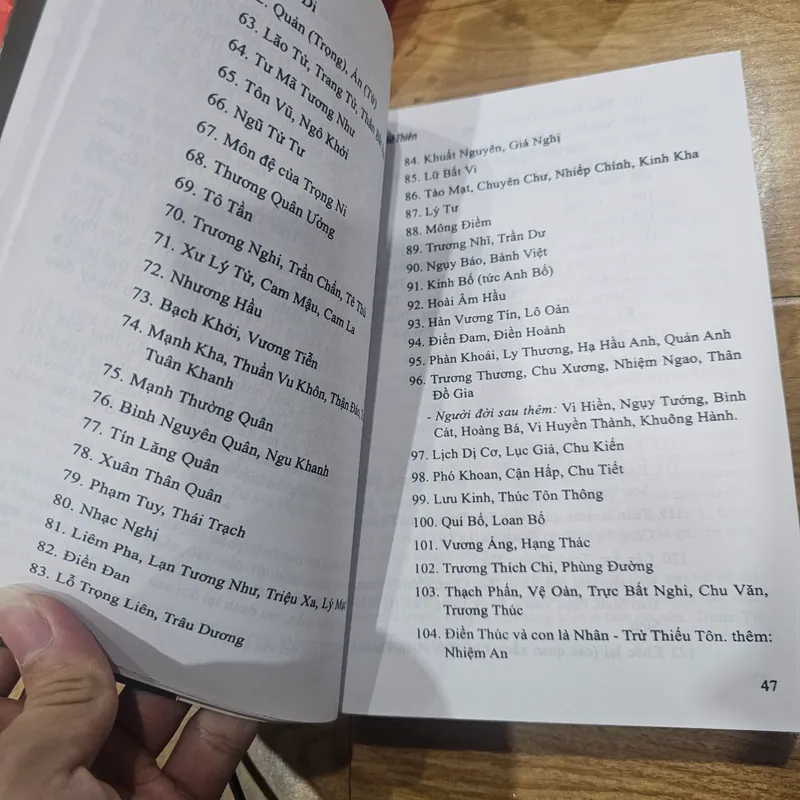 Di
Quản (Trọng), Án (Tử)
63. Lão Tử, Trang Tử, Thân
64. Tư Mã Tương Như
65. Tôn Vũ, Ngô Khởi
66. Ngũ Tử Tư
67. Môn đệ của Trọng Ni
68. Thương Quân Ưởng
69. Tô Tần
70. Trương Nghi, Trần Chẩn, Tê Thủ
71. Xư Lý Tử, Cam Mậu, Cam La
72. Nhương Hầu
73. Bạch Khởi, Vương Tiễn
74. Mạnh Kha, Thuần Vu Khôn, Thận Đáo,
Tuân Khanh
75. Mạnh Thường Quân
76. Bình Nguyên Quân, Ngu Khanh
77. Tín Lăng Quân
78. Xuân Thân Quân
79. Phạm Tuy, Thái Trạch
80. Nhạc Nghị
81. Liêm Pha, Lạn Tương Như, Triệu Xa, Lý Mục
82. Điền Đan
83. Lỗ Trọng Liên, Trâu Dương
Thiên
84. Khuất Nguyên, Giả Nghị
85. Lữ Bất Vi
86. Tào Mạt, Chuyên Chư, Nhiếp Chính, Kinh Kha
87. Lý Tư
88. Mông Điềm
89. Trương Nhĩ, Trần Dư
90. Ngụy Báo, Bành Việt
91. Kinh Bố (tức Anh Bố)
92. Hoài Âm Hầu
93. Hàn Vương Tín, Lô Oản
94. Điền Đam, Điền Hoành
95. Phàn Khoái, Ly Thương, Hạ Hầu Anh, Quán Anh
96. Trương Thương, Chu Xương, Nhiệm Ngao, Thân
Đồ Gia
- Người đời sau thêm: Vi Hiền, Ngụy Tướng, Bình
Cát, Hoàng Bá, Vi Huyền Thành, Khuông Hành.
97. Lịch Dị Cơ, Lục Giả, Chu Kiến
98. Phó Khoan, Cận Hấp, Chu Tiết
99. Lưu Kinh, Thúc Tôn Thông
100. Quí Bố, Loan Bố
101. Vương Áng, Hạng Thác
102. Trương Thích Chi, Phùng Đường
103. Thạch Phấn, Vệ Oản, Trực Bất Nghi, Chu Văn,
Trương Thúc
104. Điền Thúc và con là Nhân - Trử Thiếu Tôn. thêm:
Nhiệm An
47